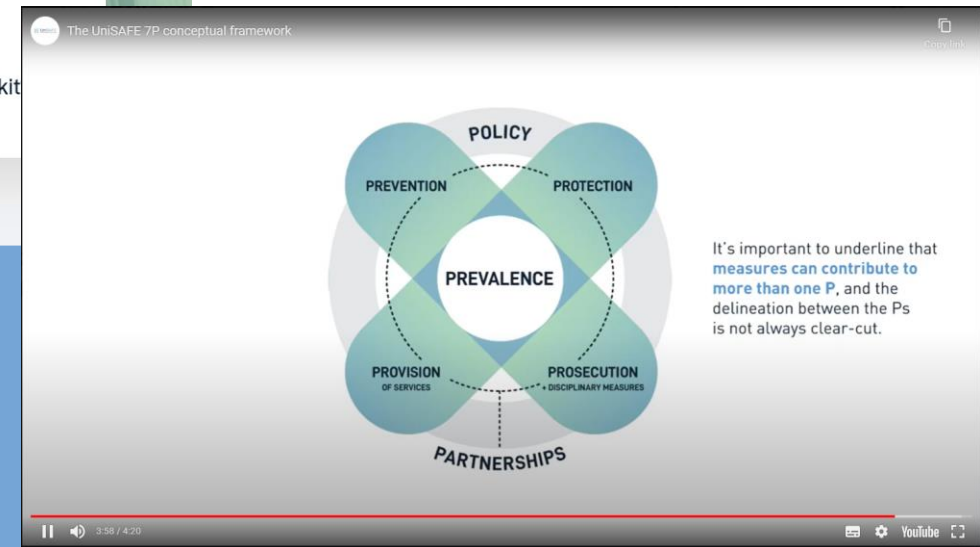 The UniSAFE 7P conceptual framework
Copy link
kit
POLICY
PREVENTION
PROTECTION
PREVALENCE
It's important to underline that
measures can contribute to
more than one P, and the
delineation between the Ps
is not always clear-cut.
PROVISION
OF SERVICES
PROSECUTION
+ DISCIPLINARY MEASURES
PARTNERSHIPS
3:58 / 4:20
YouTube